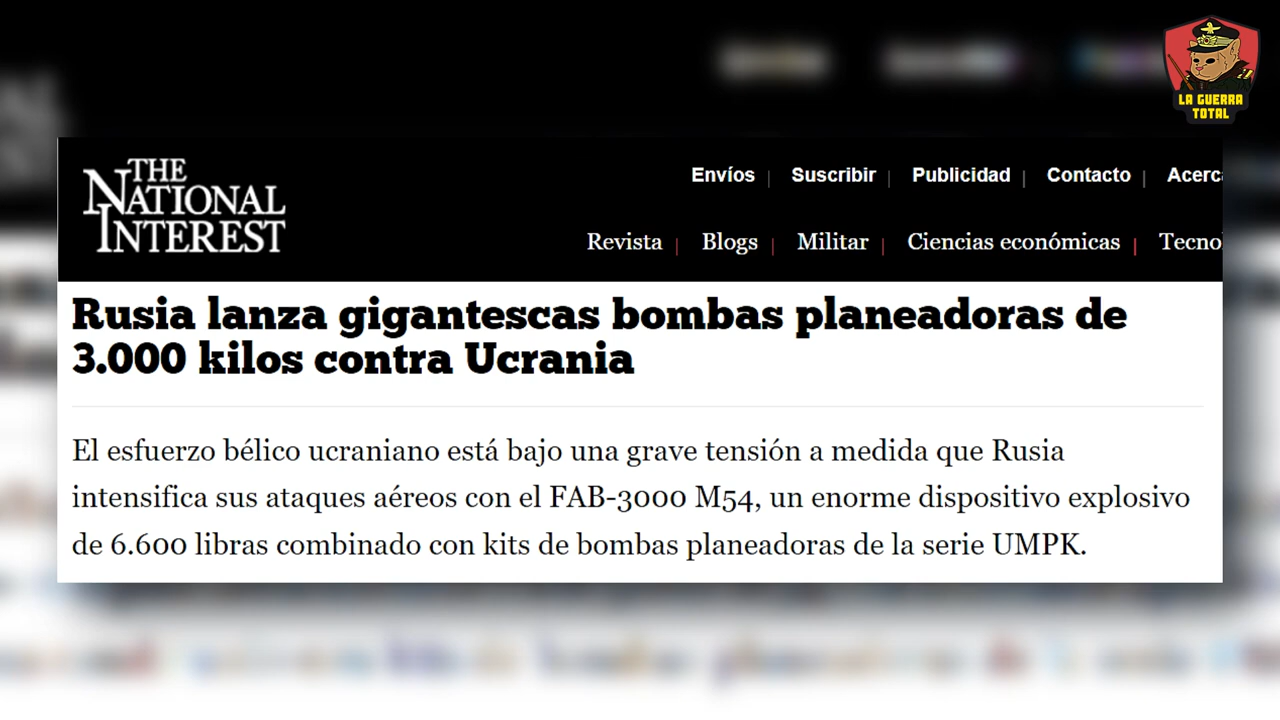 LA GUERRA
TOTAL
THE
NATIONAL
INTEREST
Envíos | Suscribir | Publicidad | Contacto | Acerca
Revista | Blogs | Militar | Ciencias económicas | Tecno
Rusia lanza gigantescas bombas planeadoras de
3.000 kilos contra Ucrania
El esfuerzo bélico ucraniano está bajo una grave tensión a medida que Rusia
intensifica sus ataques aéreos con el FAB-3000 M54, un enorme dispositivo explosivo
de 6.600 libras combinado con kits de bombas planeadoras de la serie UMPK.